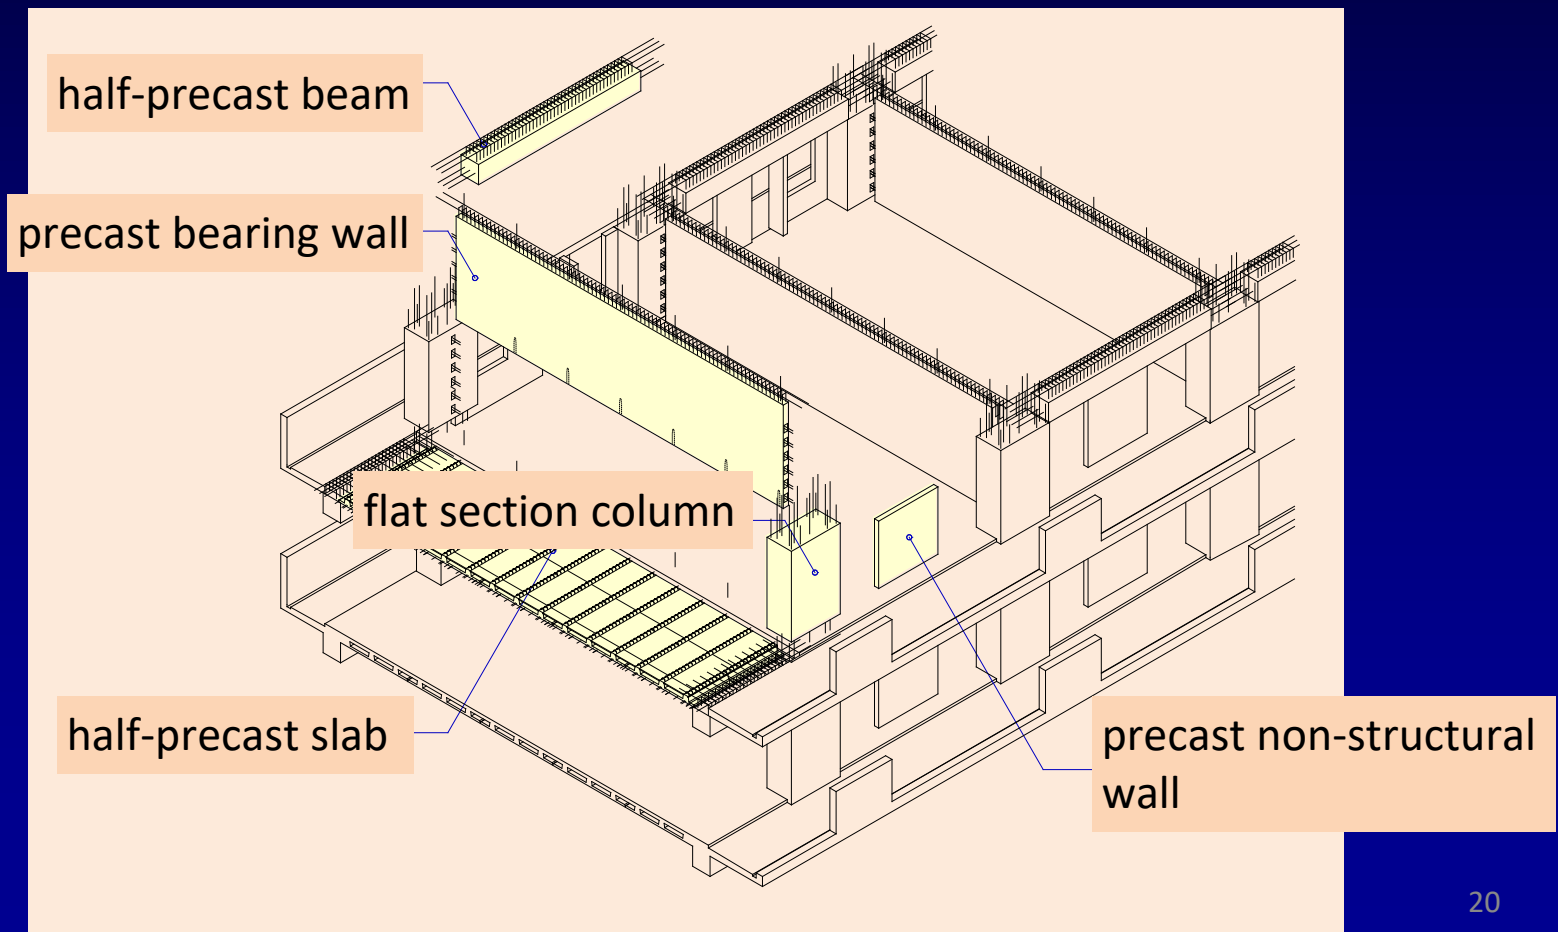 half-precast beam
precast bearing wall
flat section column
half-precast slab
precast non-structural
wall
20